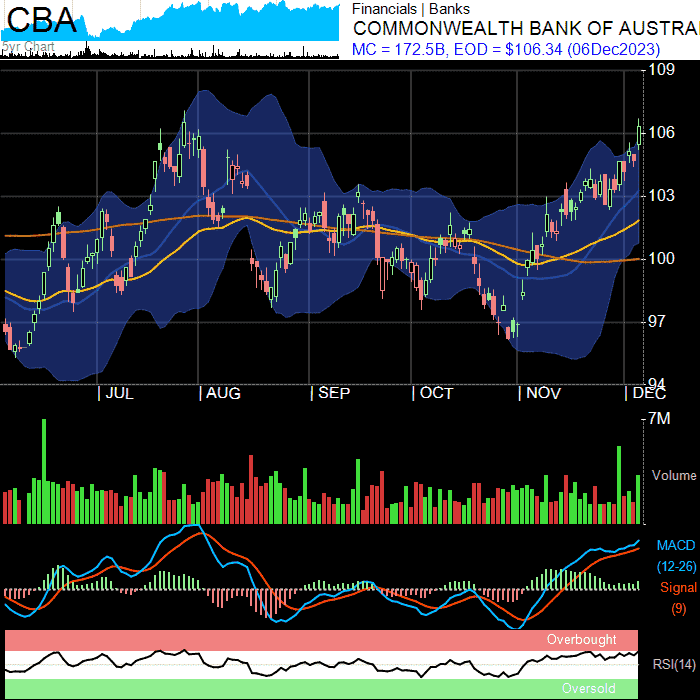 CBA
5yr Chart
Financials | Banks
COMMONWEALTH BANK OF AUSTRA
MC = 172.5B, EOD = $106.34 (06Dec2023)
109
106
103
100
97
94
| JUL | AUG | SEP | OCT | NOV | DEC
7M
Volume
MACD
(12-26)
Signal
(9)
Overbought
RSI(14)
Oversold